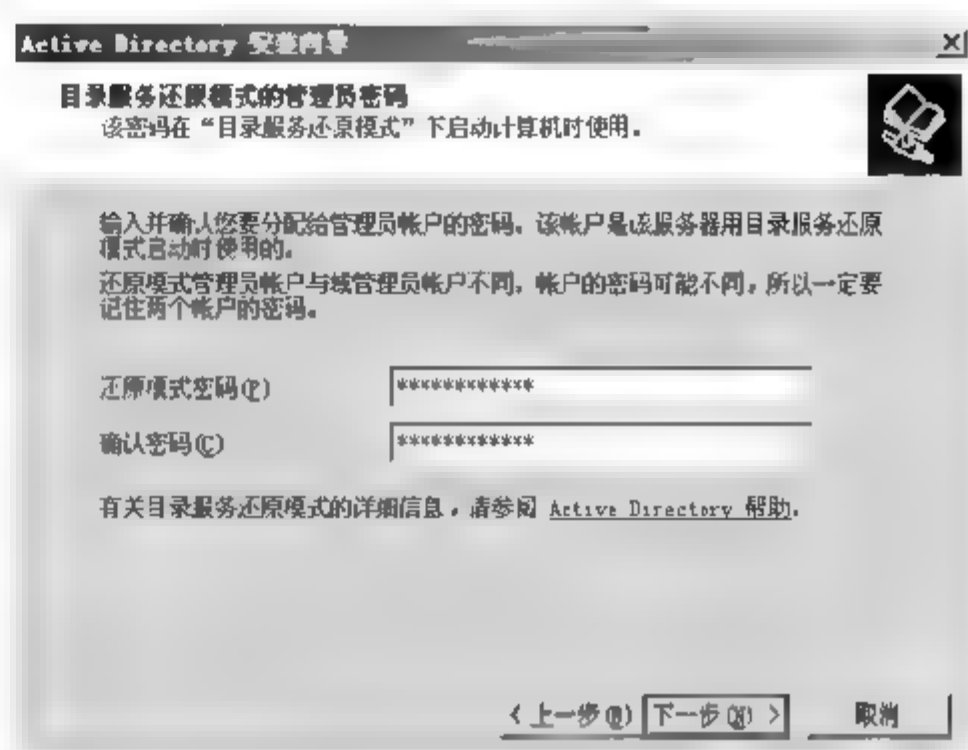 Active Directory 安装向导
目录服务还原模式的管理员密码
该密码在“目录服务还原模式”下启动计算机时使用。
输入并确认您要分配给管理员帐户的密码。该帐户是该服务器用目录服务还原
模式启动时使用的。
还原模式管理员帐户与域管理员帐户不同。帐户的密码可能不同，所以一定要
记住两个帐户的密码。
还原模式密码(P)
************
确认密码(C)
************
有关目录服务还原模式的详细信息，请参阅 Active Directory 帮助。
< 上一步(B) 下一步(N) > 取消